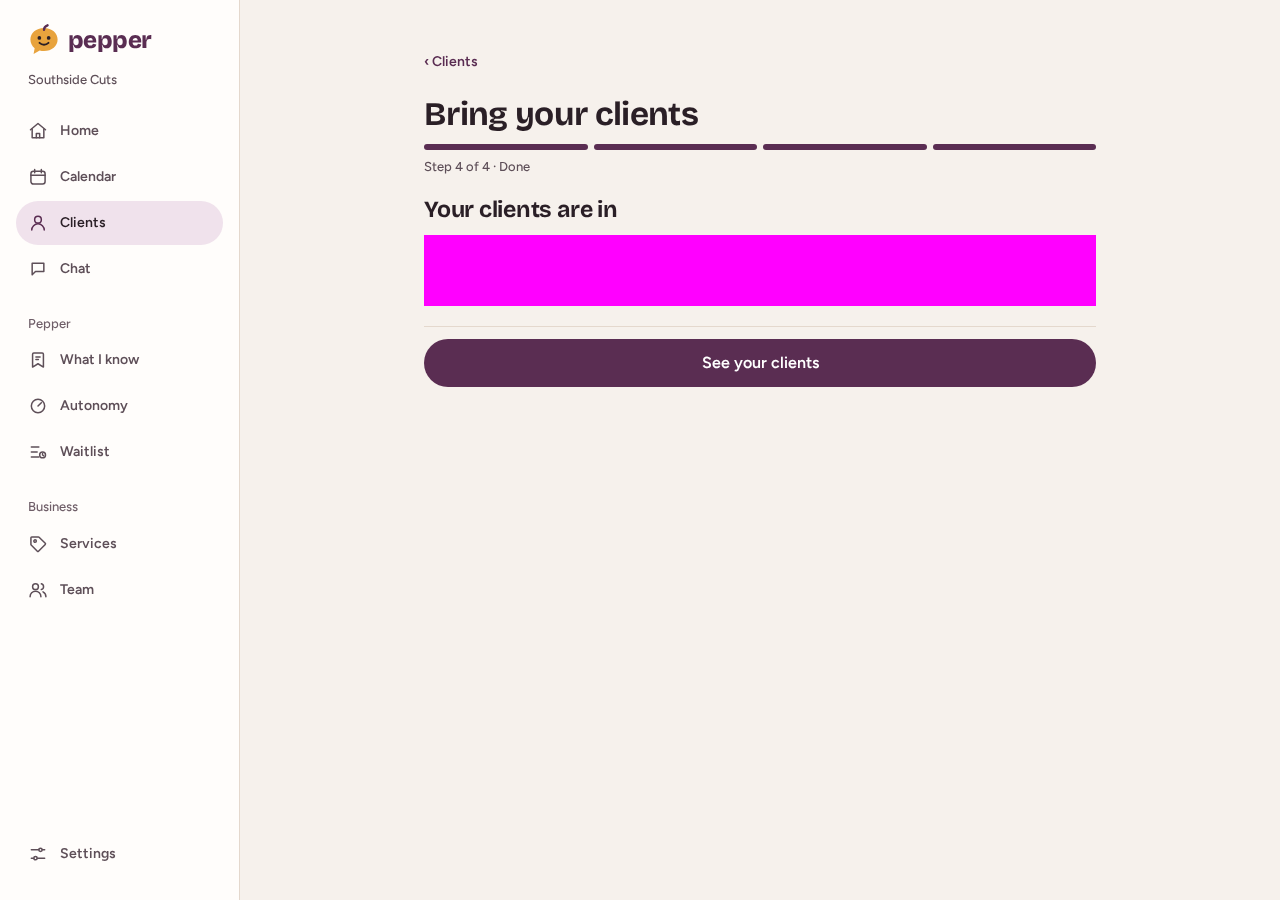 pepper
Southside Cuts
Home
Calendar
Clients
Chat
Pepper
What I know
Autonomy
Waitlist
Business
Services
Team
Settings
‹ Clients
Bring your clients
Step 4 of 4 · Done
Your clients are in
See your clients